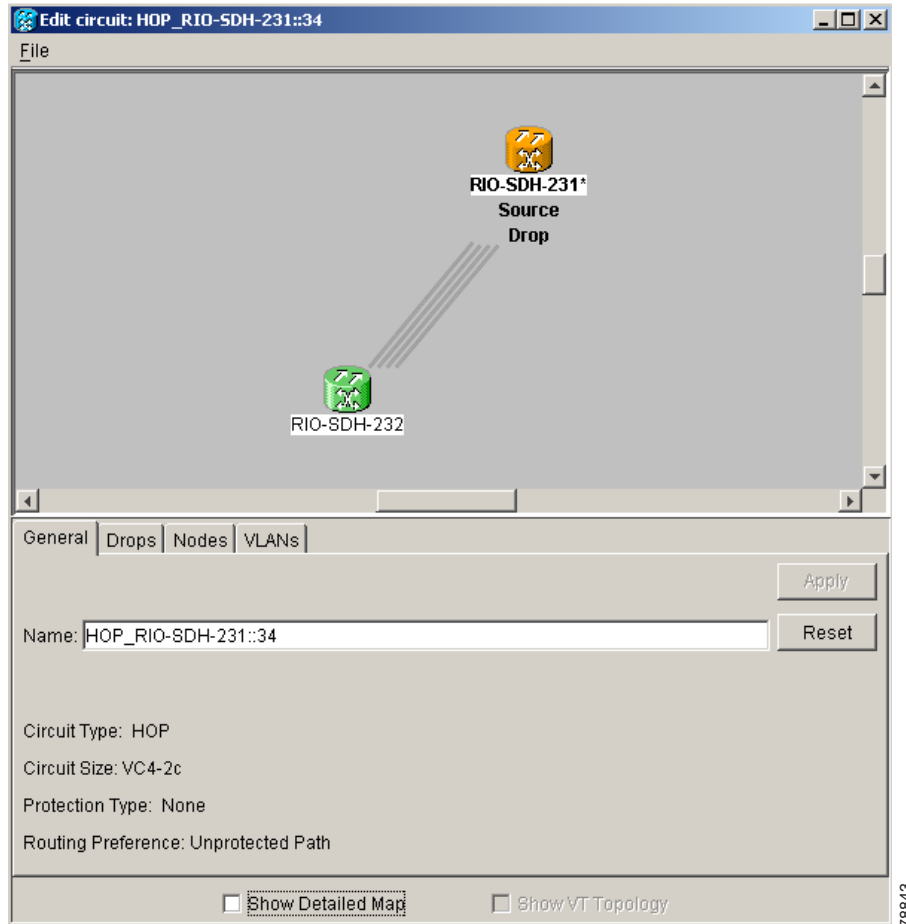 Edit circuit: HOP_RIO-SDH-231::34
File
RIO-SDH-231*
Source
Drop
RIO-SDH-232
General Drops Nodes VLANs
Apply
Name: HOP_RIO-SDH-231::34 Reset
Circuit Type: HOP
Circuit Size: VC4-2c
Protection Type: None
Routing Preference: Unprotected Path
Show Detailed Map Show VT Topology